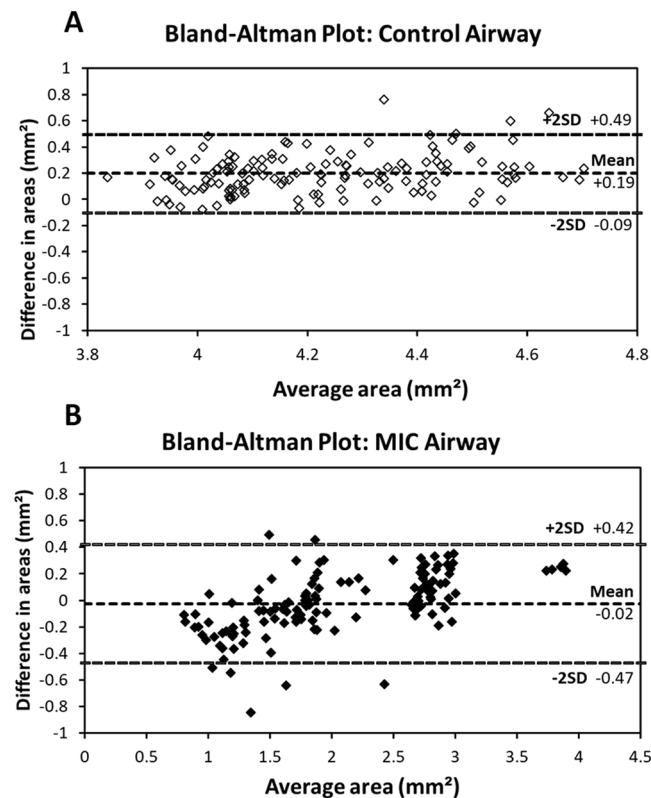 A
Bland-Altman Plot: Control Airway
Difference in areas (mm²)
1
0.8
0.6
0.4
0.2
0
-0.2
-0.4
-0.6
-0.8
-1
+2SD +0.49
Mean
+0.19
-2SD -0.09
3.8 4 4.2 4.4 4.6 4.8
Average area (mm²)
B
Bland-Altman Plot: MIC Airway
Difference in areas (mm²)
1
0.8
0.6
0.4
0.2
0
-0.2
-0.4
-0.6
-0.8
-1
+2SD +0.42
Mean
-0.02
-2SD -0.47
0 0.5 1 1.5 2 2.5 3 3.5 4 4.5
Average area (mm²)